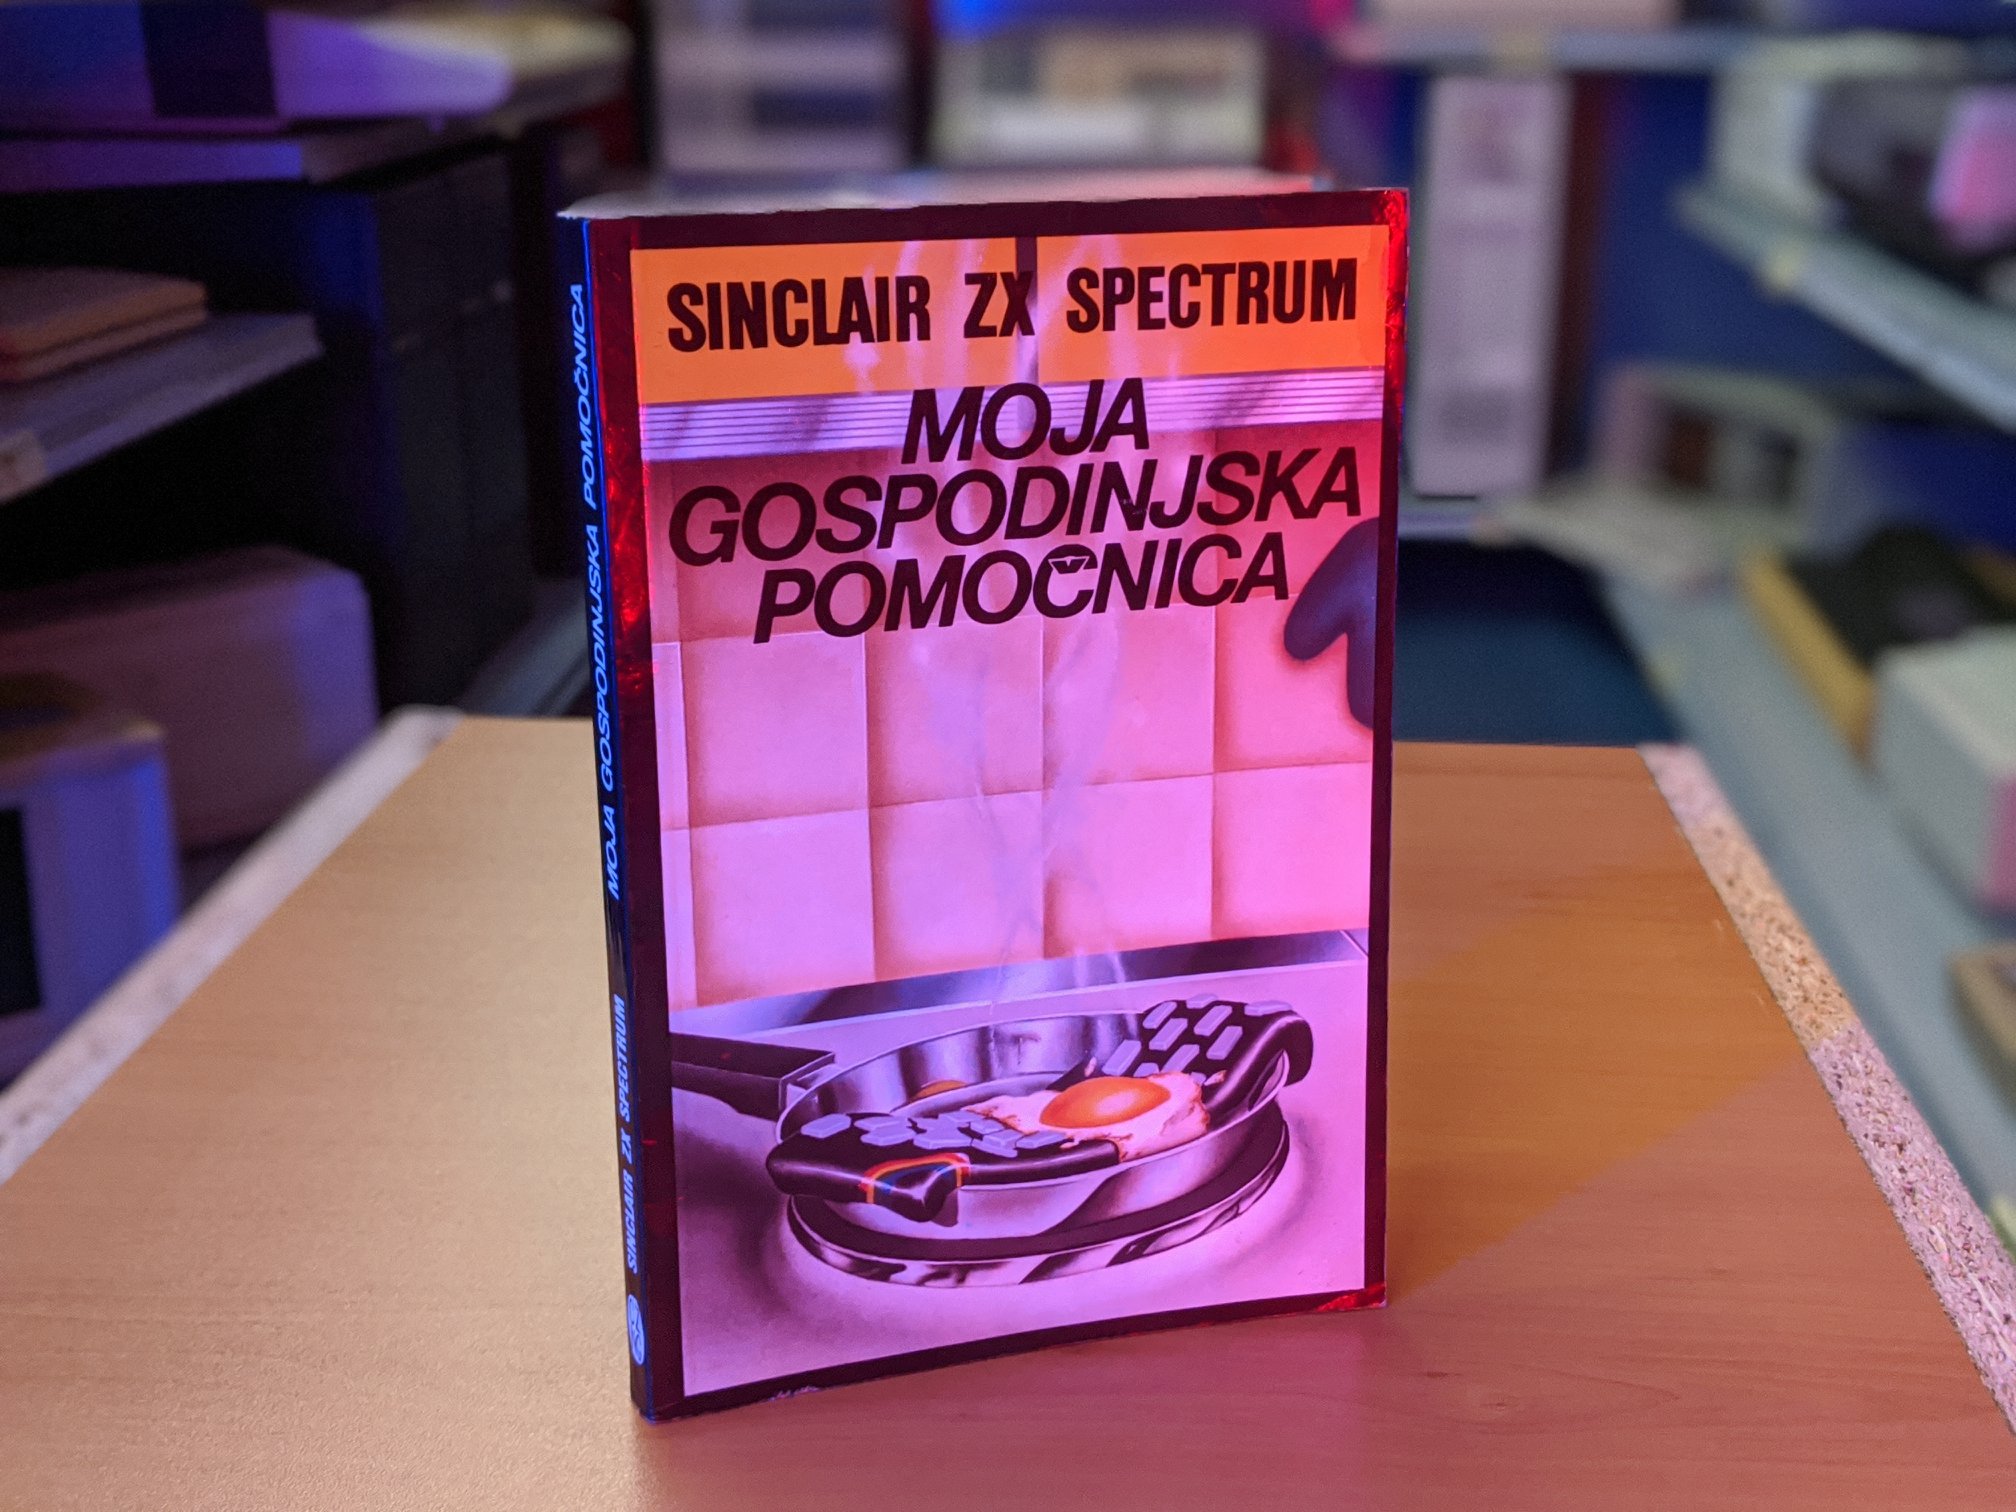 SINCLAIR ZX SPECTRUM
MOJA
GOSPODINJSKA
POMOČNICA
SINCLAIR ZX SPECTRUM MOJA GOSPODINJSKA POMOČNICA